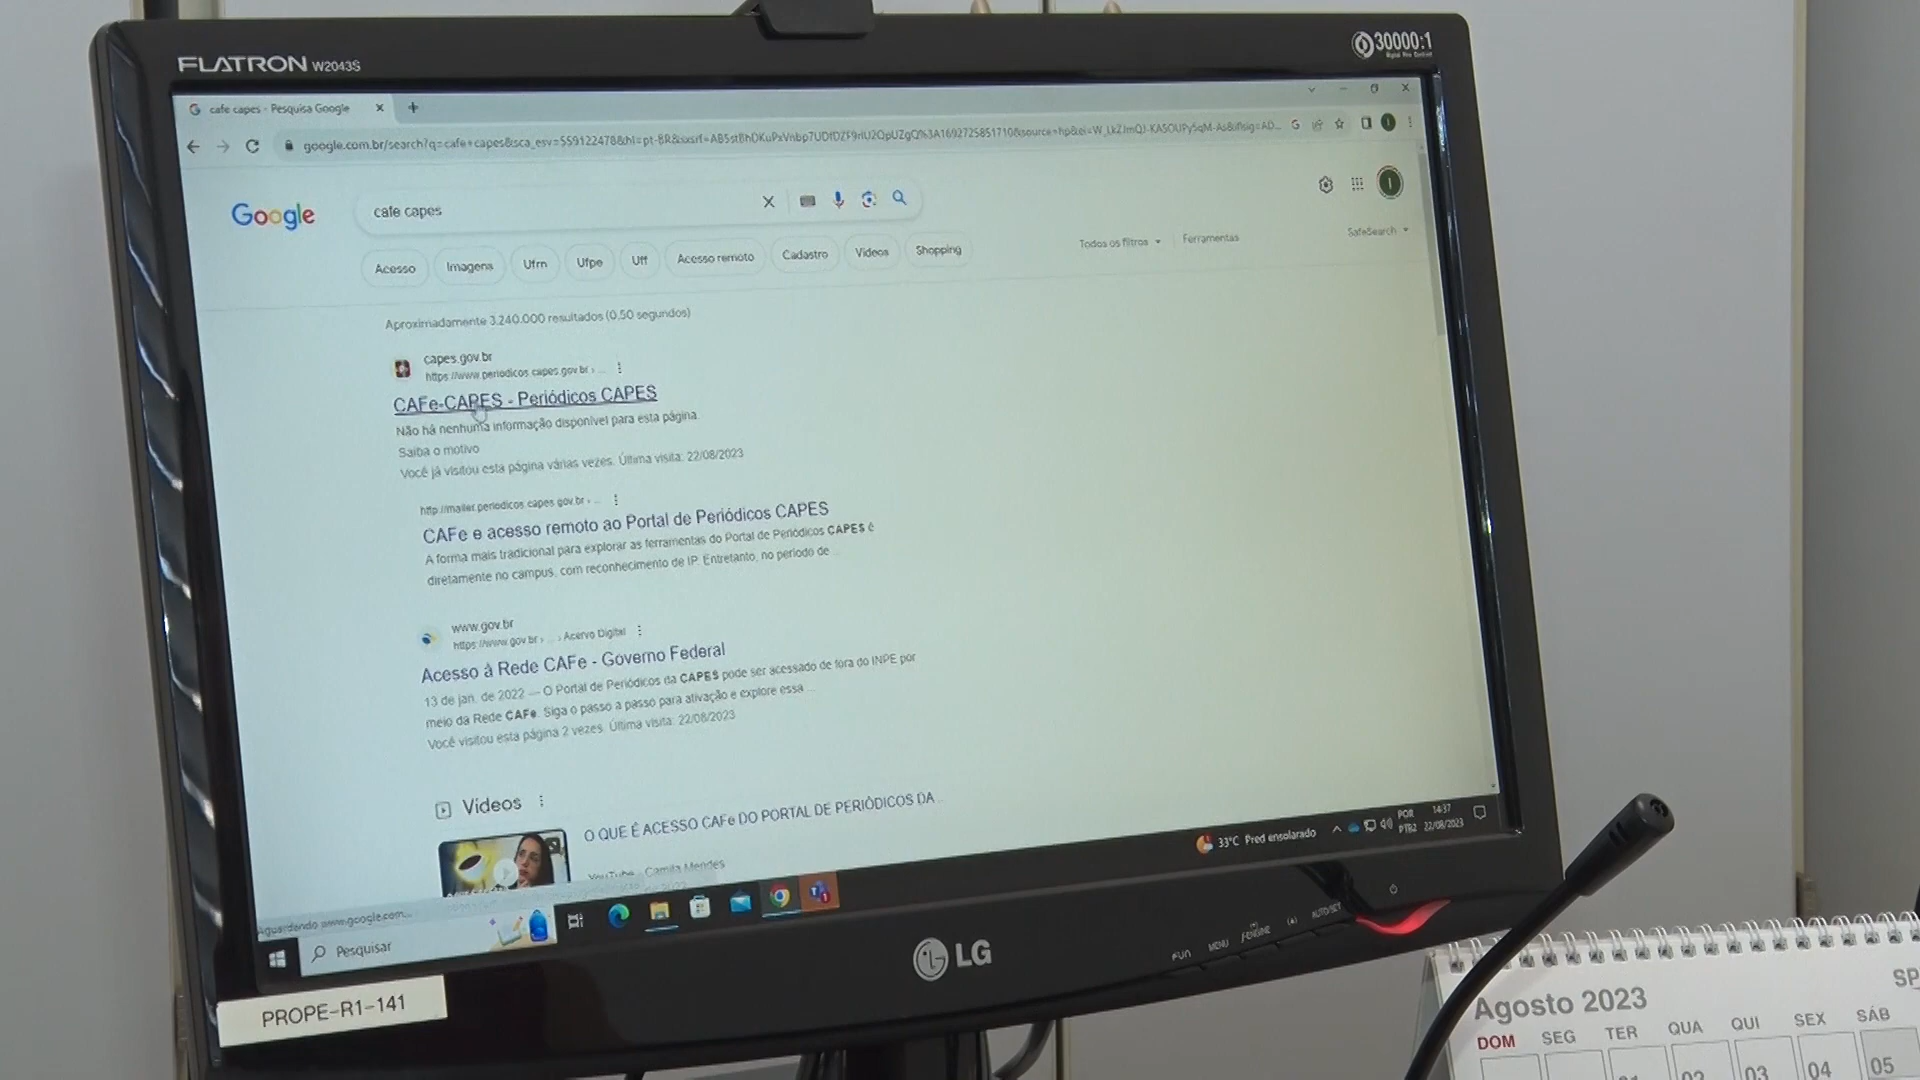 FLATRON W2043S
30000:1
cafe capes - Pesquisa Google
Google
cafe capes
Todos os filtros
Ferramentas
SafeSearch
Acesso
Imagens
Ufrn
Ufpe
Uff
Acesso remoto
Cadastro
Vídeos
Shopping
Aproximadamente 3.240.000 resultados (0,50 segundos)
capes.gov.br
https://www.periodicos.capes.gov.br › ...
CAFe-CAPES - Periódicos CAPES
Não há nenhuma informação disponível para esta página.
Saiba o motivo
Você já visitou esta página várias vezes. Última visita: 22/08/2023
http://mailer.periodicos.capes.gov.br › ...
CAFe e acesso remoto ao Portal de Periódicos CAPES
A forma mais tradicional para explorar as ferramentas do Portal de Periódicos CAPES é
diretamente no campus, com reconhecimento de IP. Entretanto, no período de ...
www.gov.br
https://www.gov.br › ... › Acervo Digital
Acesso à Rede CAFe - Governo Federal
13 de jan. de 2022 — O Portal de Periódicos da CAPES pode ser acessado de fora do INPE por
meio da Rede CAFe. Siga o passo a passo para ativação e explore essa ...
Você visitou esta página 2 vezes. Última visita: 22/08/2023
Vídeos
O QUE É ACESSO CAFe DO PORTAL DE PERIÓDICOS DA ...
YouTube · Camila Mendes
Aguardando www.google.com...
Pesquisar
33°C Pred ensolarado
POR
PTB2
14:37
22/08/2023
LG
FUN
MENU
AUTO/SET
PROPE-R1-141
Agosto 2023
DOM SEG TER QUA QUI SEX SÁB
01 02 03 04 05